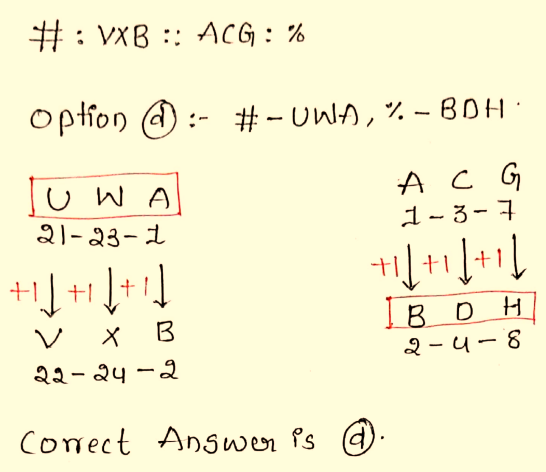 # : VXB :: ACG : %
Option ⓓ :- # - UWA, % - BDH.
U W A
21-23-1
+1 +1 +1
V X B
22-24-2
A C G
1-3-7
+1 +1 +1
B D H
2-4-8
Correct Answer is ⓓ.